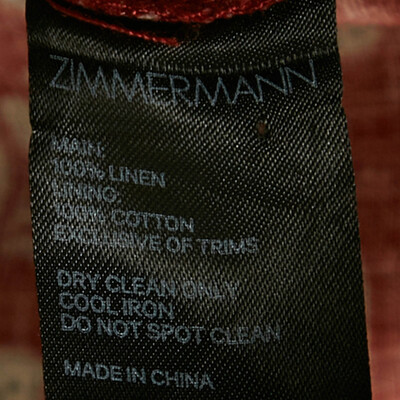 ZIMMERMANN
MAIN:
100% LINEN
LINING:
100% COTTON
EXCLUSIVE OF TRIMS
DRY CLEAN ONLY
COOL IRON
DO NOT SPOT CLEAN
MADE IN CHINA